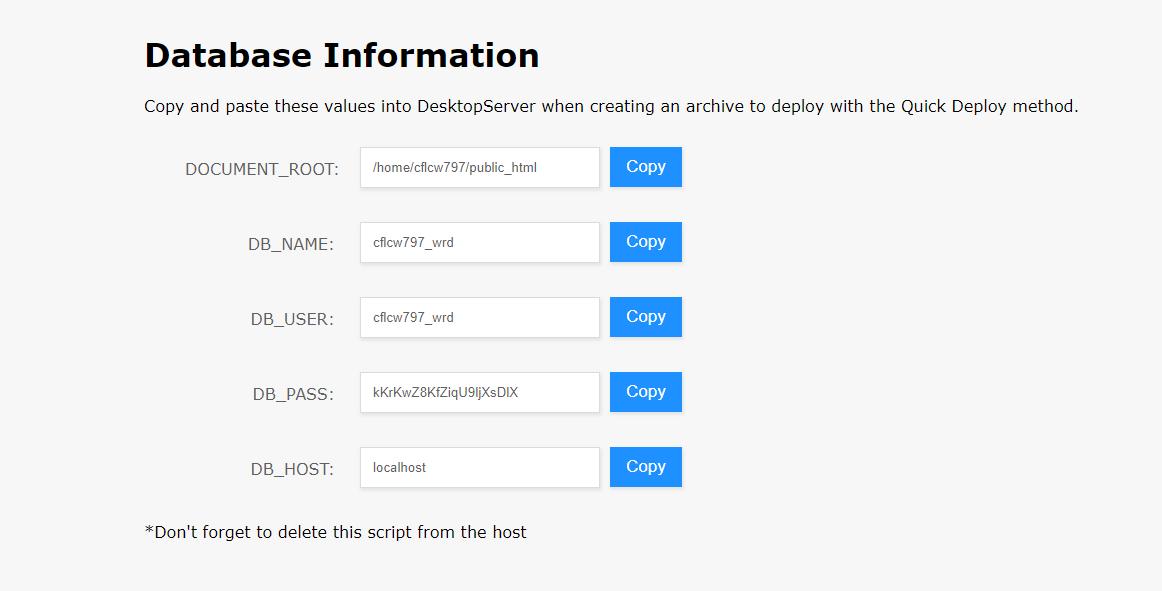 Database Information
Copy and paste these values into DesktopServer when creating an archive to deploy with the Quick Deploy method.
DOCUMENT_ROOT: /home/cflcw797/public_html Copy
DB_NAME: cflcw797_wrd Copy
DB_USER: cflcw797_wrd Copy
DB_PASS: kKrKwZ8KfZiqU9ljXsDlX Copy
DB_HOST: localhost Copy
*Don't forget to delete this script from the host